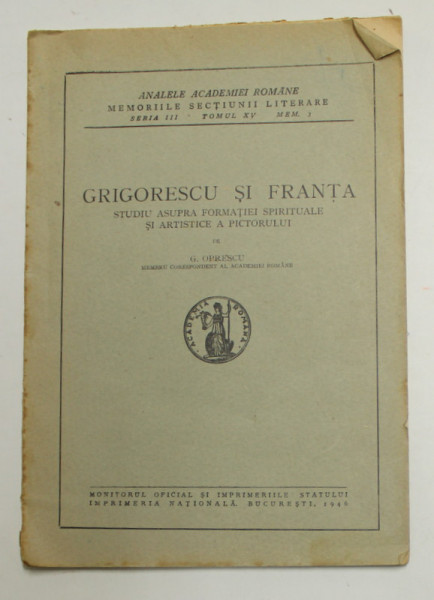 ANALELE ACADEMIEI ROMÂNE
MEMORIILE SECȚIUNII LITERARE
SERIA III TOMUL XV MEM. 3
GRIGORESCU ȘI FRANȚA
STUDIU ASUPRA FORMAȚIEI SPIRITUALE
ȘI ARTISTICE A PICTORULUI
DE
G. OPRESCU
MEMBRU CORESPONDENT AL ACADEMIEI ROMÂNE
ACADEMIA ROMANA
MONITORUL OFICIAL ȘI IMPRIMERIILE STATULUI
IMPRIMERIA NAȚIONALĂ, BUCUREȘTI, 1946